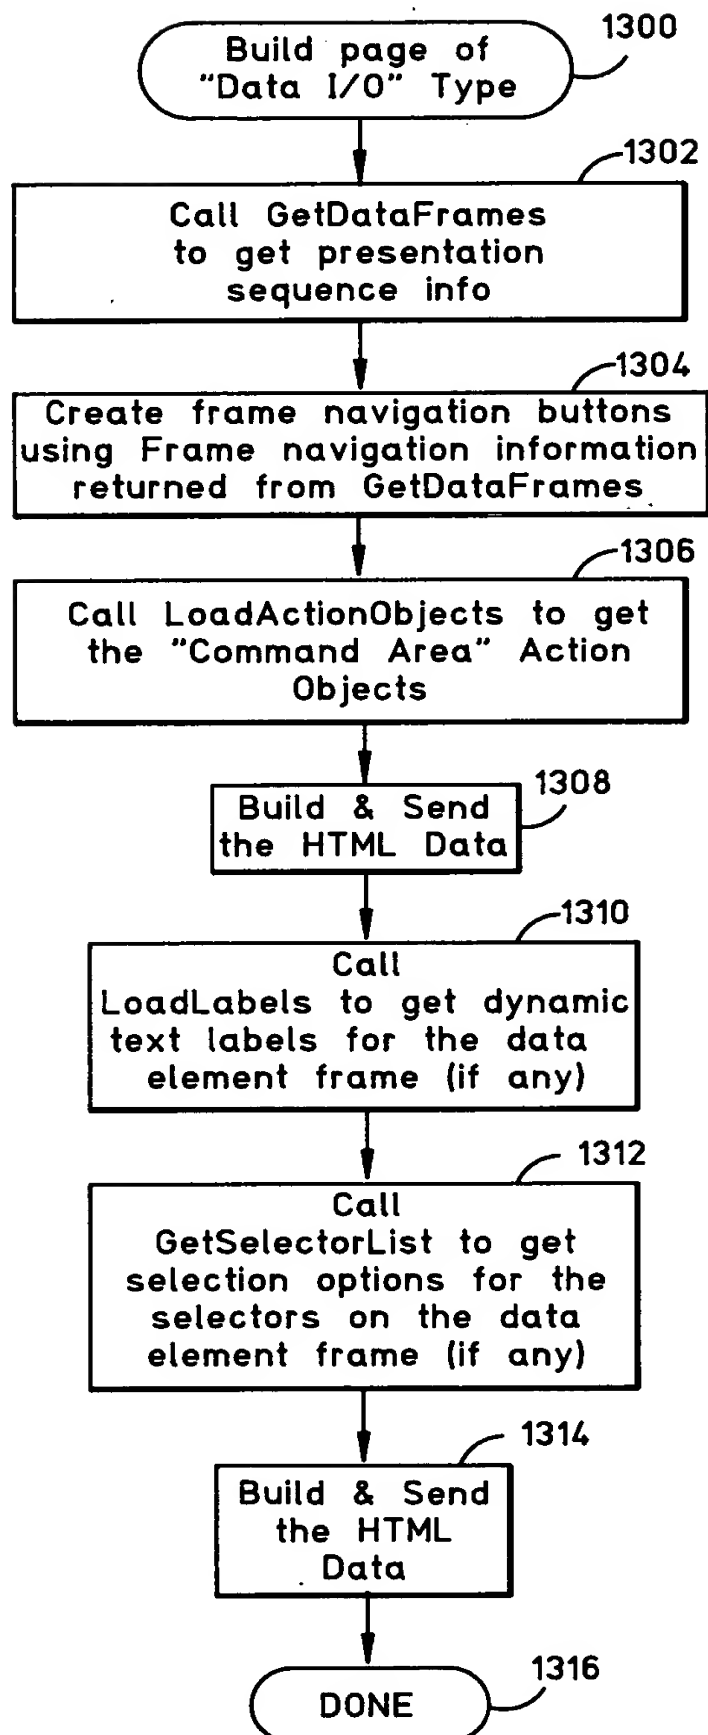 1300
Build page of
"Data I/O" Type
1302
Call GetDataFrames
to get presentation
sequence info
1304
Create frame navigation buttons
using Frame navigation information
returned from GetDataFrames
1306
Call LoadActionObjects to get
the "Command Area" Action
Objects
1308
Build & Send
the HTML Data
1310
Call
LoadLabels to get dynamic
text labels for the data
element frame (if any)
1312
Call
GetSelectorList to get
selection options for the
selectors on the data
element frame (if any)
1314
Build & Send
the HTML
Data
1316
DONE